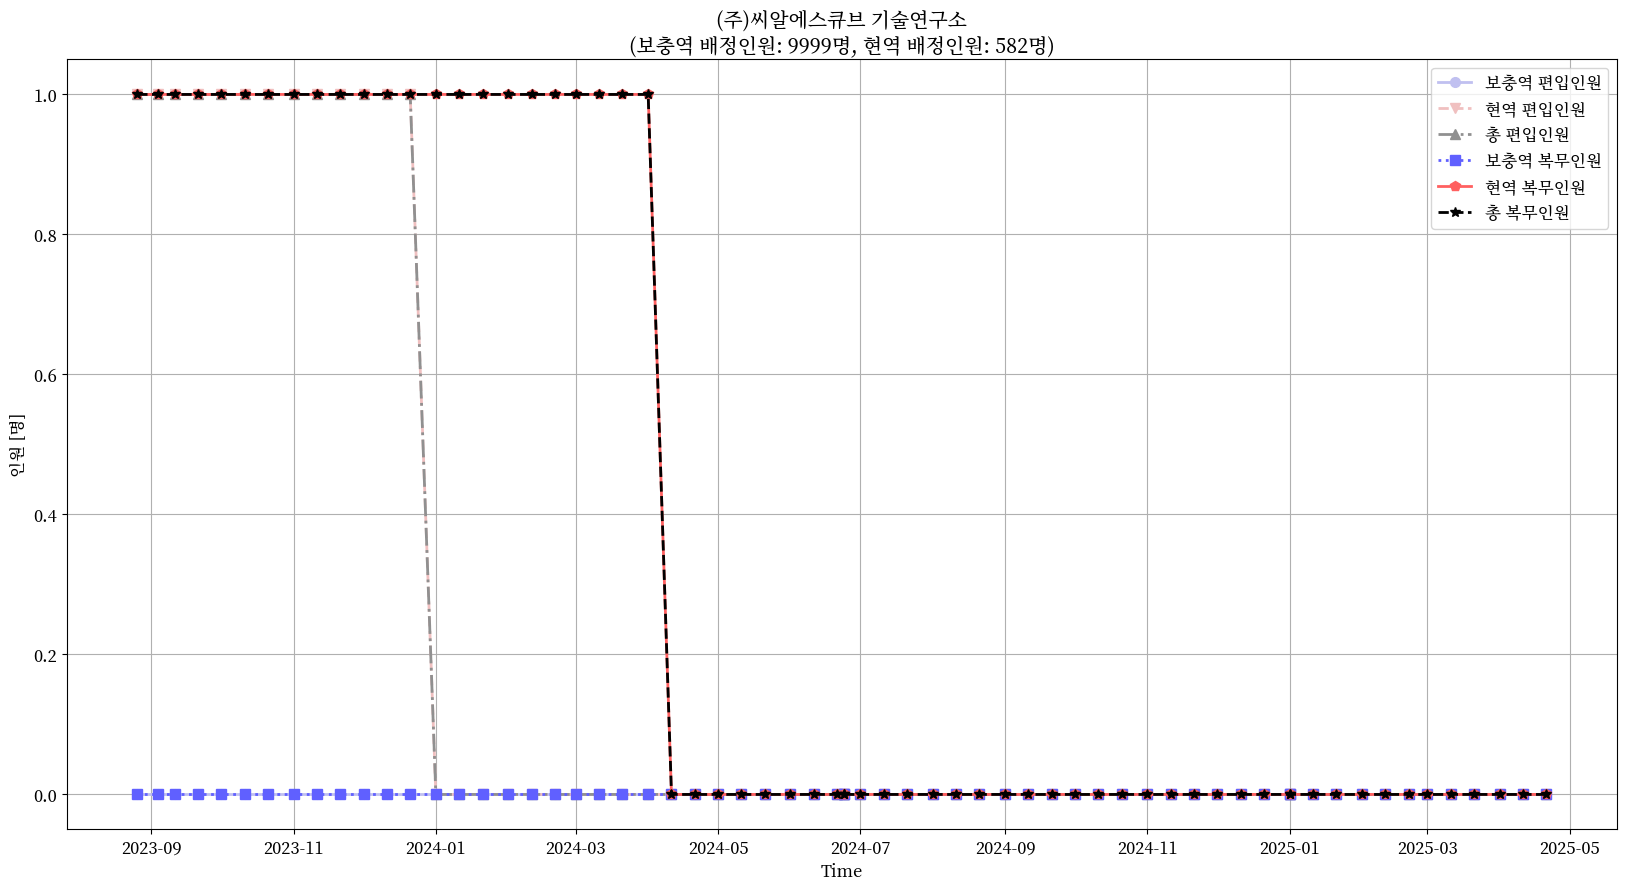 (주)씨알에스큐브 기술연구소
(보충역 배정인원: 9999명, 현역 배정인원: 582명)
보충역 편입인원
현역 편입인원
총 편입인원
보충역 복무인원
현역 복무인원
총 복무인원
인원 [명]
1.0
0.8
0.6
0.4
0.2
0.0
2023-09 2023-11 2024-01 2024-03 2024-05 2024-07 2024-09 2024-11 2025-01 2025-03 2025-05
Time